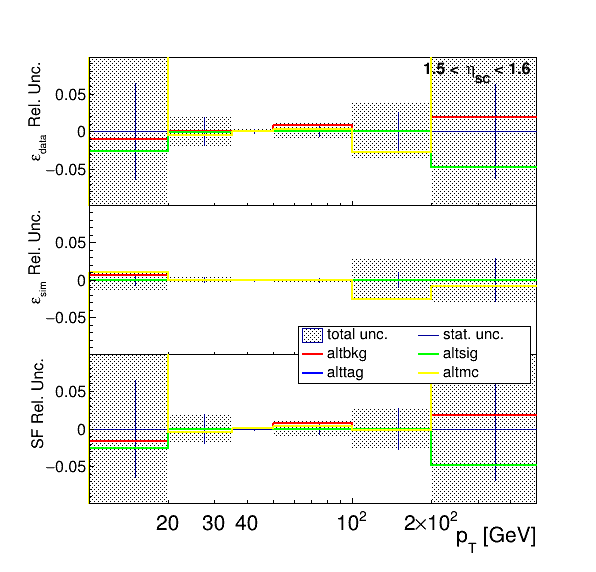 1.5 < η_SC < 1.6
ε_data Rel. Unc.
0.05
0
−0.05
ε_sim Rel. Unc.
0.05
0
−0.05
total unc. stat. unc.
altbkg altsig
alttag altmc
SF Rel. Unc.
0.05
0
−0.05
20 30 40 10² 2×10²
p_T [GeV]